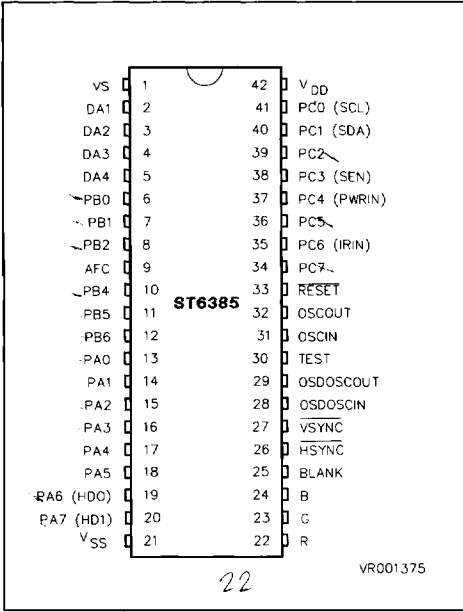 VS 1 42 VDD
DA1 2 41 PC0 (SCL)
DA2 3 40 PC1 (SDA)
DA3 4 39 PC2
DA4 5 38 PC3 (SEN)
PB0 6 37 PC4 (PWRIN)
PB1 7 36 PC5
PB2 8 35 PC6 (IRIN)
AFC 9 34 PC7
PB4 10 33 RESET
ST6385
PB5 11 32 OSCOUT
PB6 12 31 OSCIN
PA0 13 30 TEST
PA1 14 29 OSDOSCOUT
PA2 15 28 OSDOSCIN
PA3 16 27 VSYNC
PA4 17 26 HSYNC
PA5 18 25 BLANK
PA6 (HD0) 19 24 B
PA7 (HD1) 20 23 G
VSS 21 22 R
VR001375
22